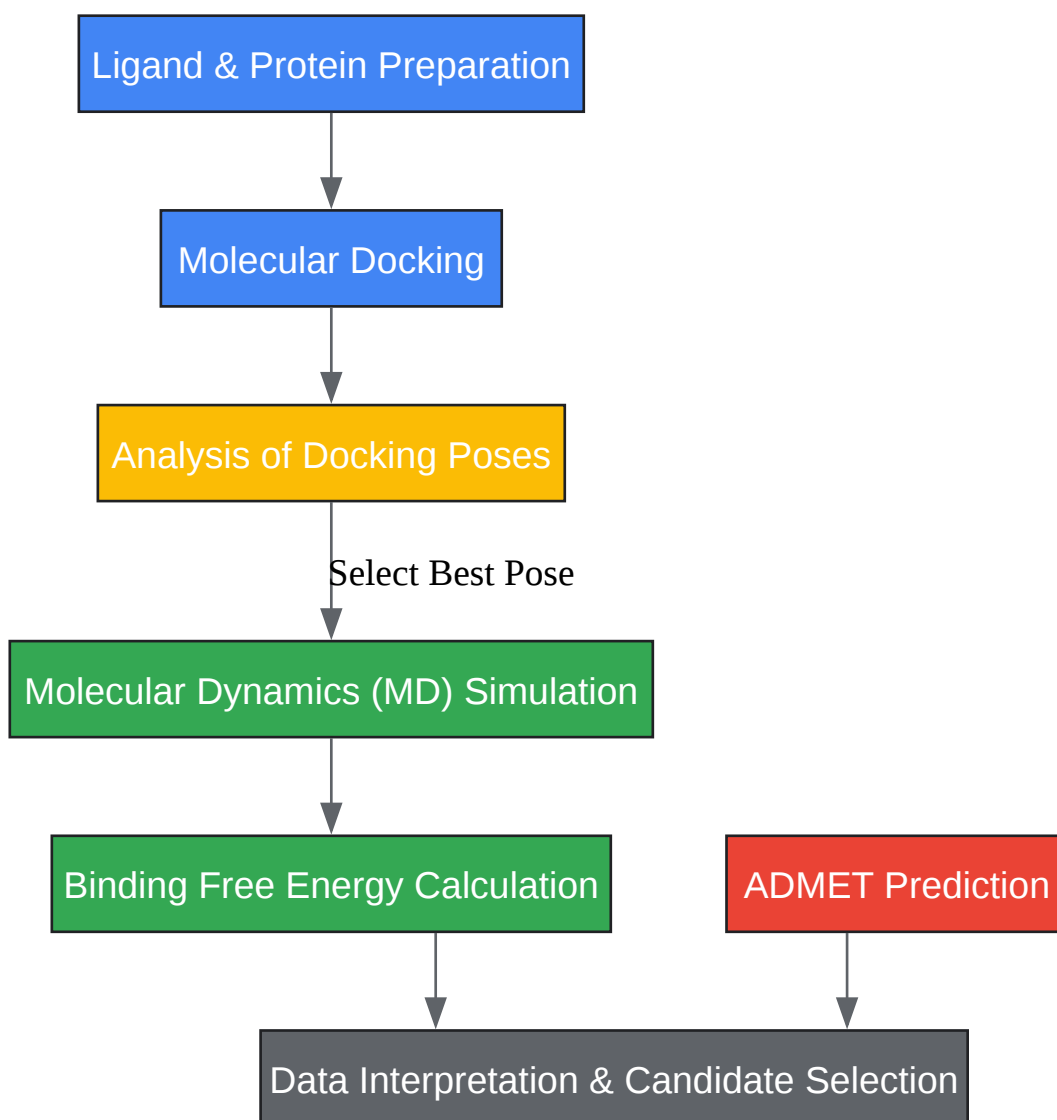 Ligand & Protein Preparation
Molecular Docking
Analysis of Docking Poses
Select Best Pose
Molecular Dynamics (MD) Simulation
Binding Free Energy Calculation
ADMET Prediction
Data Interpretation & Candidate Selection